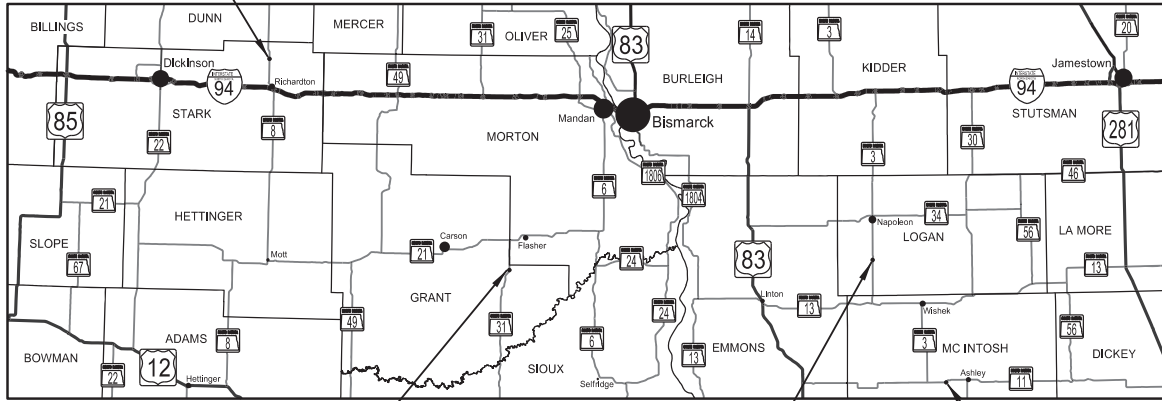 BILLINGS
DUNN
MERCER
31
OLIVER
25
83
14
3
20
Dickinson
INTERSTATE
94
Richardton
49
BURLEIGH
KIDDER
INTERSTATE
94
Jamestown
85
STARK
Mandan
Bismarck
STUTSMAN
22
8
MORTON
3
30
281
6
1806
46
21
HETTINGER
1804
Napoleon
34
SLOPE
Carson
Flasher
LOGAN
56
LA MORE
67
Mott
21
24
83
13
GRANT
Linton
13
Wishek
49
31
24
ADAMS
8
6
56
BOWMAN
12
SIOUX
13
EMMONS
3
MC INTOSH
DICKEY
22
Hettinger
Selfridge
Ashley
11